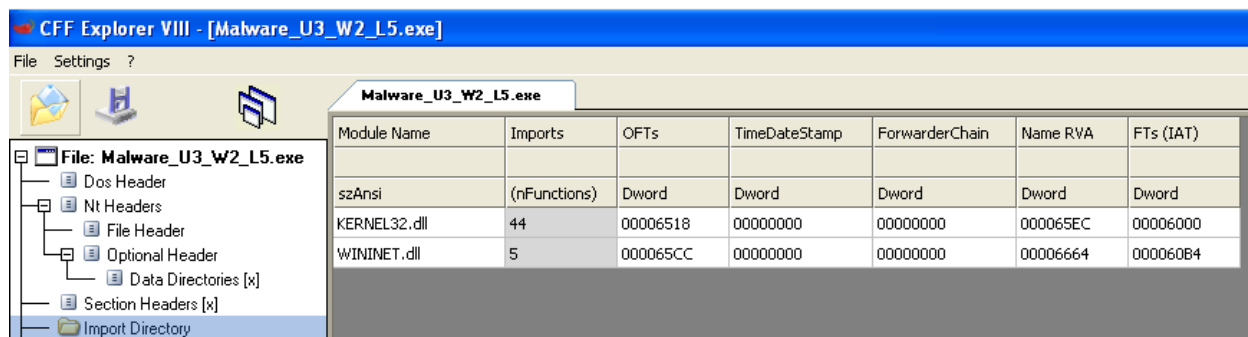 CFF Explorer VIII - [Malware_U3_W2_L5.exe]
File Settings ?
Malware_U3_W2_L5.exe
Module Name Imports OFTs TimeDateStamp ForwarderChain Name RVA FTs (IAT)
szAnsi (nFunctions) Dword Dword Dword Dword Dword
KERNEL32.dll 44 00006518 00000000 00000000 000065EC 00006000
WININET.dll 5 000065CC 00000000 00000000 00006664 000060B4
File: Malware_U3_W2_L5.exe
Dos Header
Nt Headers
File Header
Optional Header
Data Directories [x]
Section Headers [x]
Import Directory